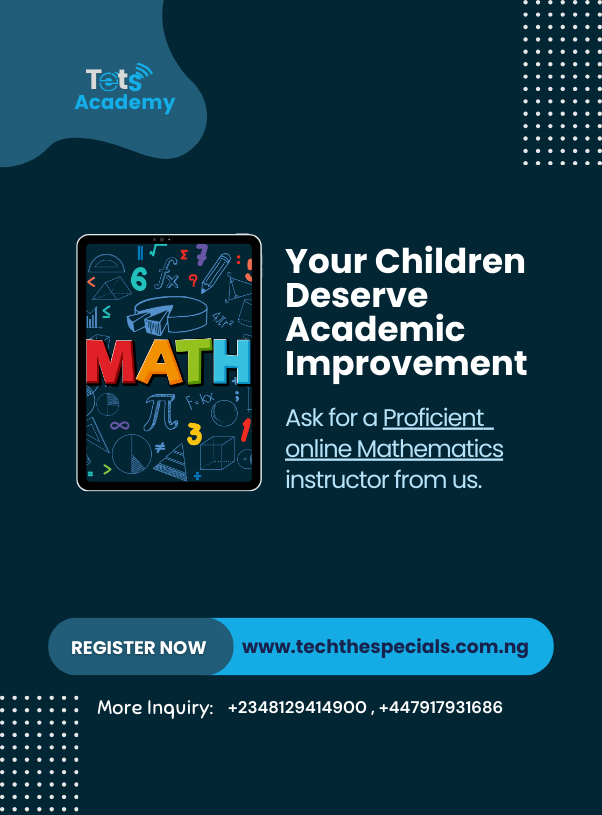 Tets
Academy
MATH
Your Children
Deserve
Academic
Improvement
Ask for a Proficient
online Mathematics
instructor from us.
REGISTER NOW
www.techthespecials.com.ng
More Inquiry: +2348129414900 , +447917931686